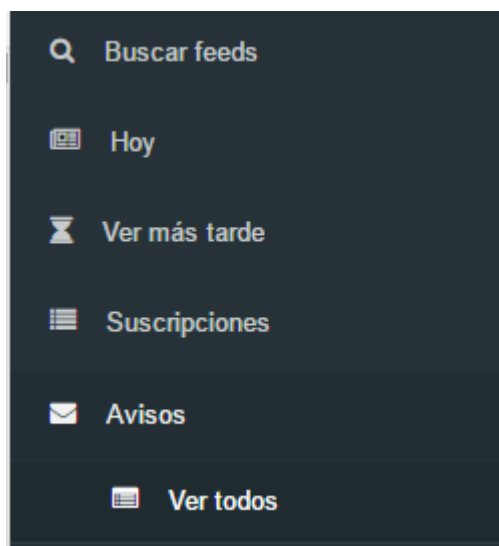 Buscar feeds
Hoy
Ver más tarde
Suscripciones
Avisos
Ver todos